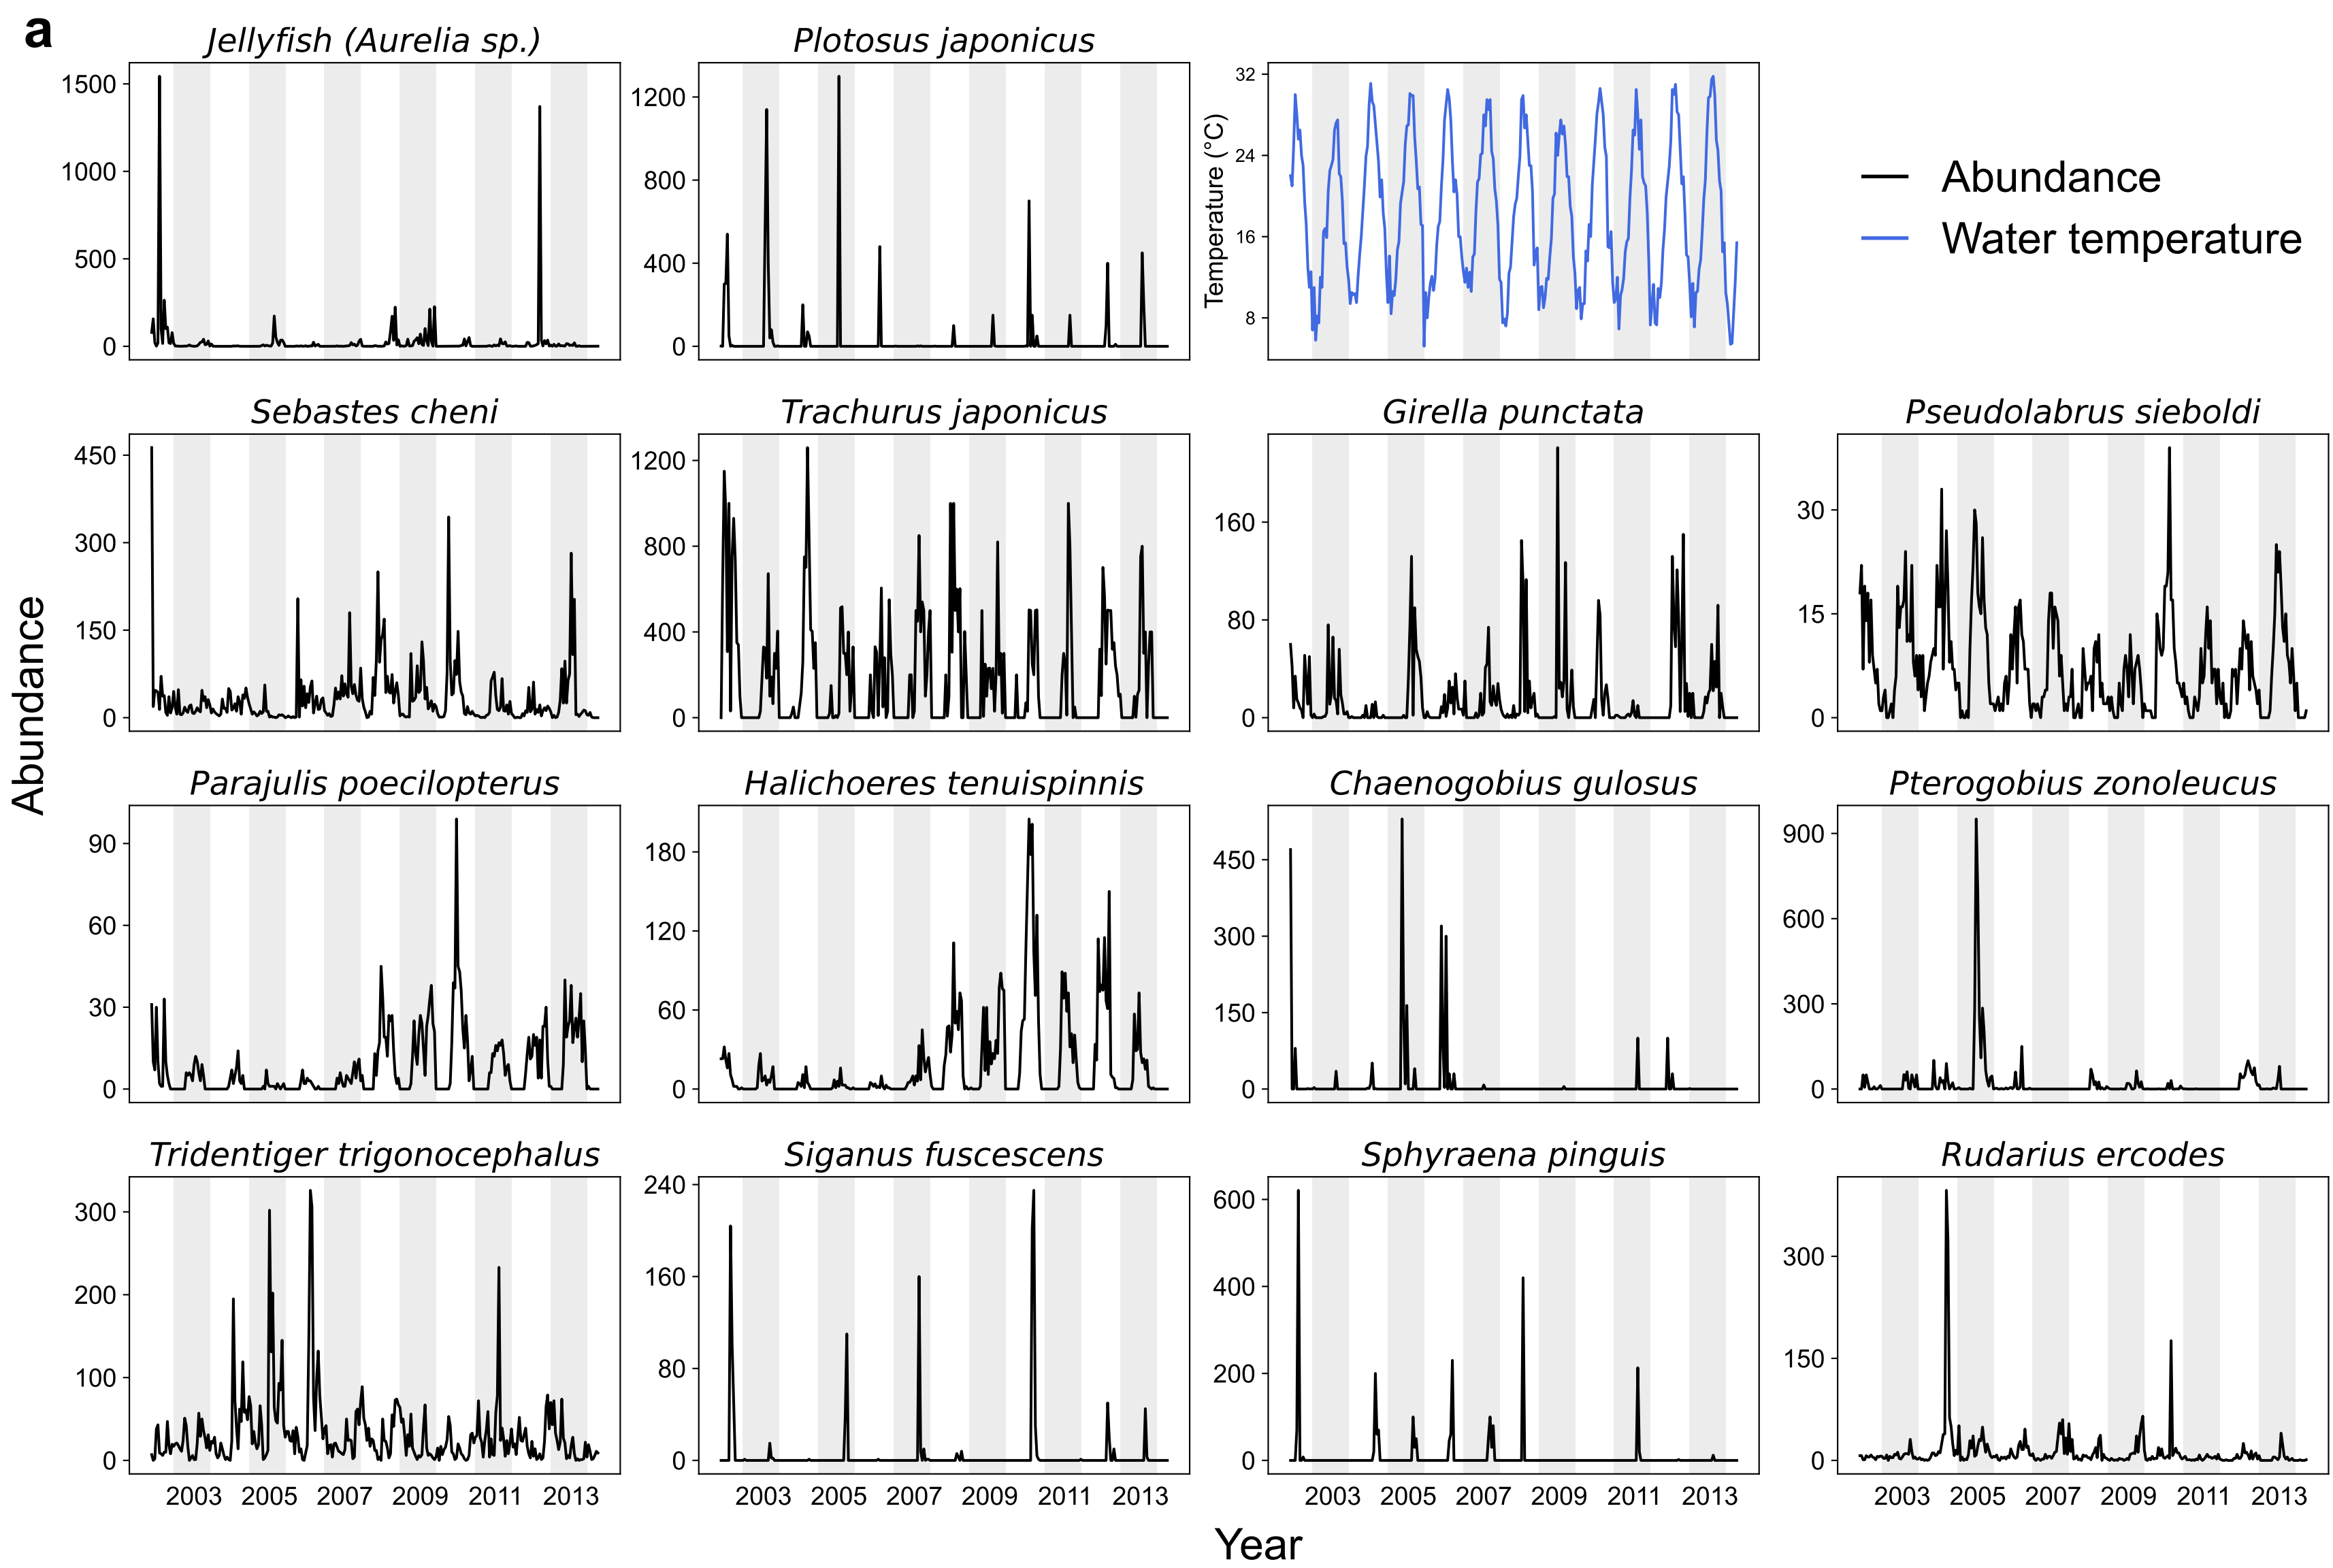 a
Jellyfish (Aurelia sp.)
1500
1000
500
0
Plotosus japonicus
1200
800
400
0
Temperature (°C)
32
24
16
8
Abundance
Water temperature
Abundance
Sebastes cheni
450
300
150
0
Trachurus japonicus
1200
800
400
0
Girella punctata
160
80
0
Pseudolabrus sieboldi
30
15
0
Parajulis poecilopterus
90
60
30
0
Halichoeres tenuispinnis
180
120
60
0
Chaenogobius gulosus
450
300
150
0
Pterogobius zonoleucus
900
600
300
0
Tridentiger trigonocephalus
300
200
100
0
2003 2005 2007 2009 2011 2013
Siganus fuscescens
240
160
80
0
2003 2005 2007 2009 2011 2013
Sphyraena pinguis
600
400
200
0
2003 2005 2007 2009 2011 2013
Rudarius ercodes
300
150
0
2003 2005 2007 2009 2011 2013
Year